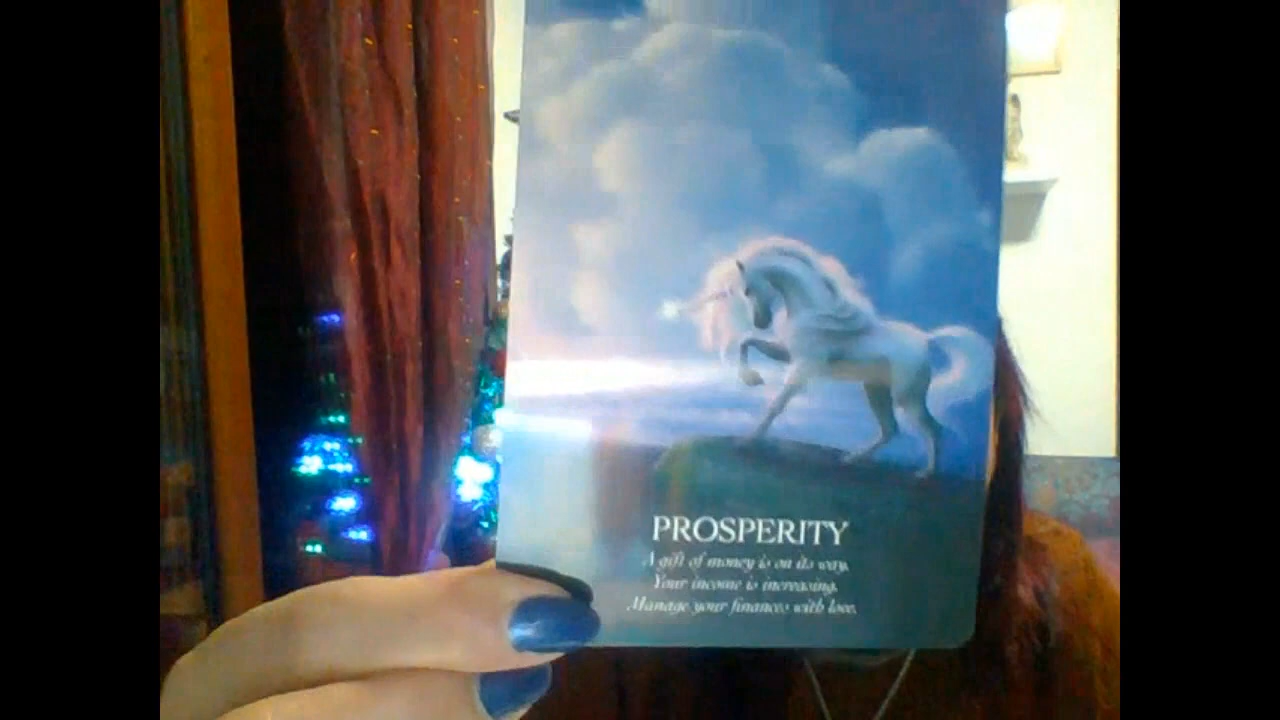 PROSPERITY
A gift of money is on its way.
Your income is increasing.
Manage your finances with love.